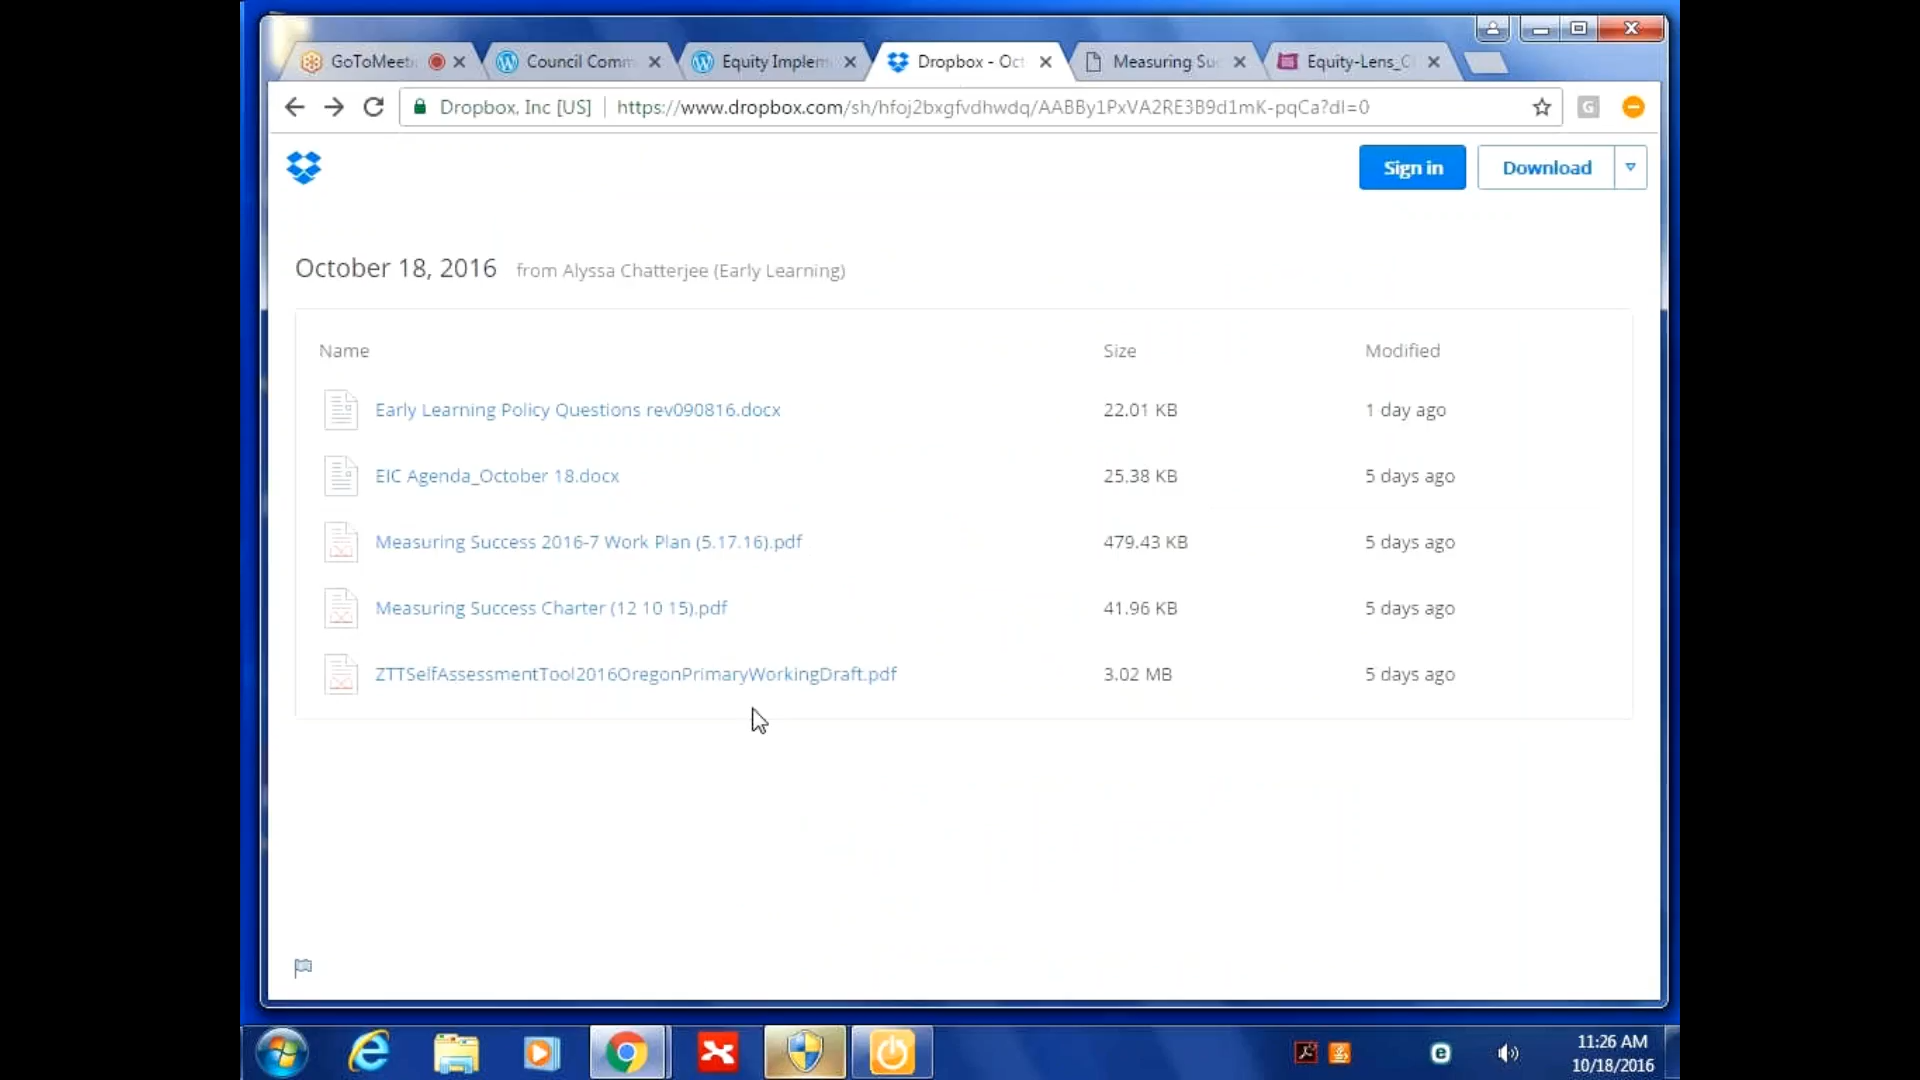 GoToMeet
Council Comm
Equity Implem
Dropbox - Oct
Measuring Su
Equity-Lens_C
Dropbox, Inc [US]
https://www.dropbox.com/sh/hfoj2bxgfvdhwdq/AABBy1PxVA2RE3B9d1mK-pqCa?dl=0
G
Sign in
Download
October 18, 2016 from Alyssa Chatterjee (Early Learning)
Name Size Modified
Early Learning Policy Questions rev090816.docx 22.01 KB 1 day ago
EIC Agenda_October 18.docx 25.38 KB 5 days ago
Measuring Success 2016-7 Work Plan (5.17.16).pdf 479.43 KB 5 days ago
Measuring Success Charter (12 10 15).pdf 41.96 KB 5 days ago
ZTTSelfAssessmentTool2016OregonPrimaryWorkingDraft.pdf 3.02 MB 5 days ago
11:26 AM
10/18/2016